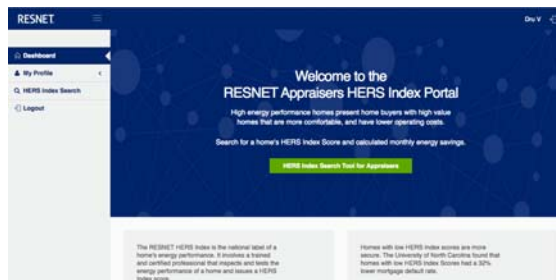 RESNET
Dru V
Dashboard
My Profile
HERS Index Search
Logout
Welcome to the
RESNET Appraisers HERS Index Portal
High energy performance homes present home buyers with high value
homes that are more comfortable, and have lower operating costs.
Search for a home's HERS Index Score and calculated monthly energy savings.
HERS Index Search Tool for Appraisers
The RESNET HERS Index is the national label of a
home's energy performance. It involves a trained
and certified professional that inspects and tests the
energy performance of a home and issues a HERS
index score.
Homes with low HERS index scores are more
secure. The University of North Carolina found that
homes with low HERS Index Scores had a 32%
lower mortgage default rate.